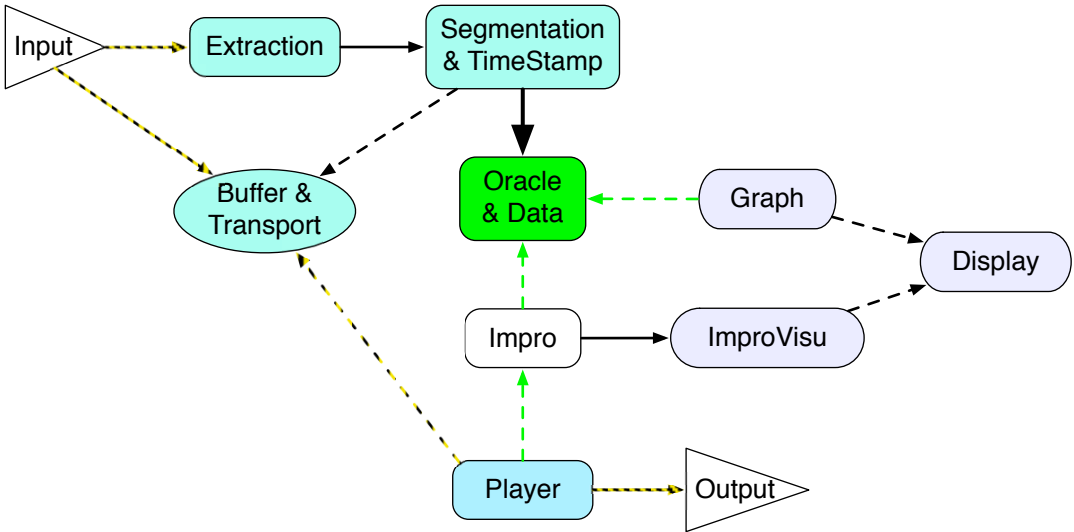 Input
Extraction
Segmentation
& TimeStamp
Buffer &
Transport
Oracle
& Data
Graph
Display
Impro
ImproVisu
Player
Output